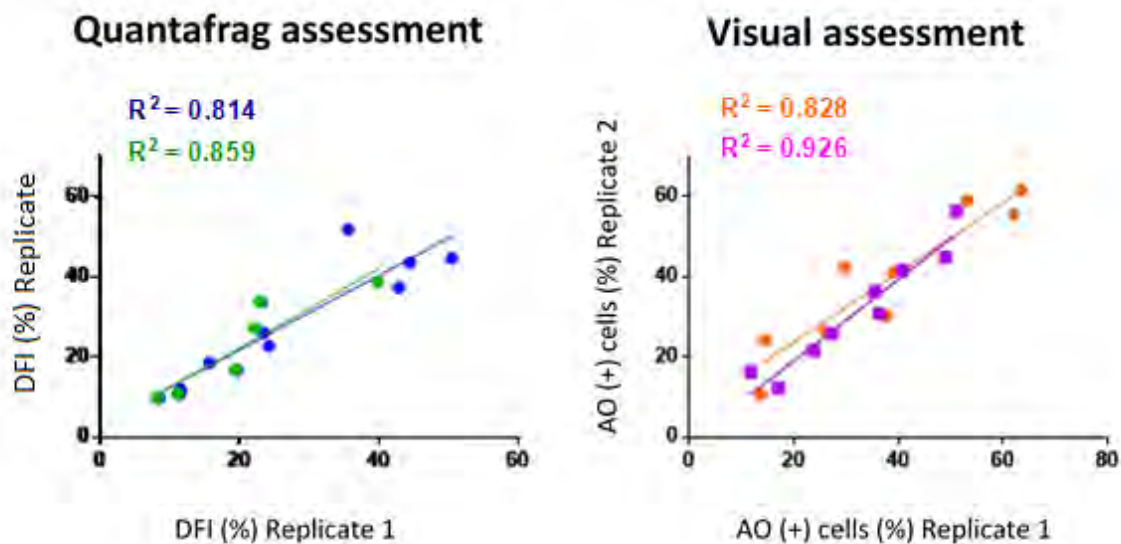 Quantafrag assessment
R² = 0.814
R² = 0.859
DFI (%) Replicate
60
40
20
0
0 20 40 60
DFI (%) Replicate 1
Visual assessment
R² = 0.828
R² = 0.926
AO (+) cells (%) Replicate 2
60
40
20
0
0 20 40 60 80
AO (+) cells (%) Replicate 1